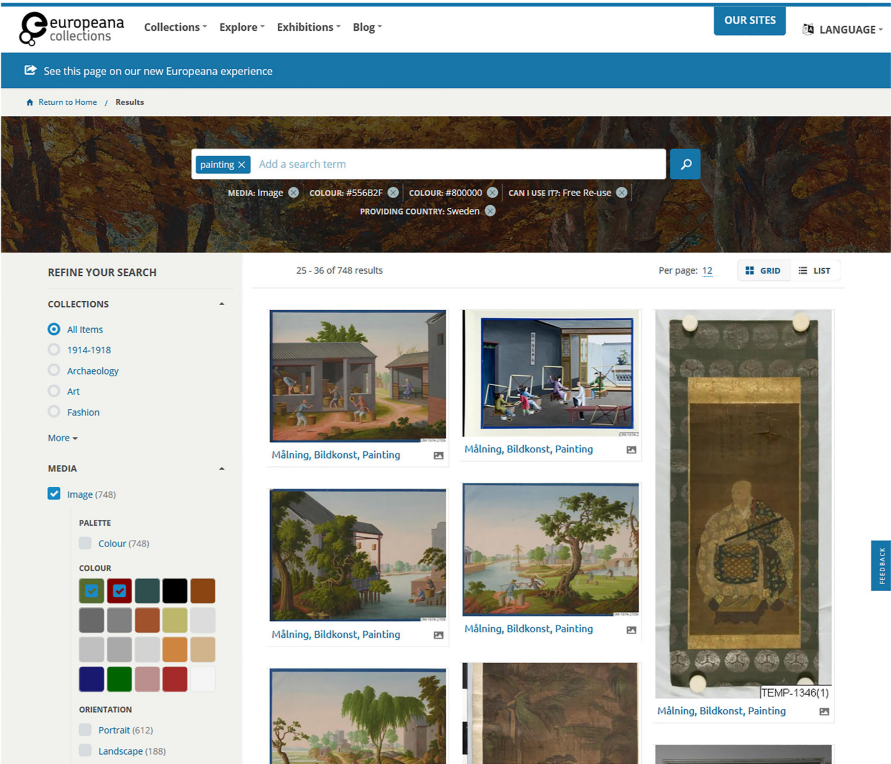 europeana
collections
Collections
Explore
Exhibitions
Blog
OUR SITES
LANGUAGE
See this page on our new Europeana experience
Return to Home / Results
painting × Add a search term
MEDIA: Image COLOUR: #556B2F COLOUR: #800000 CAN I USE IT?: Free Re-use
PROVIDING COUNTRY: Sweden
REFINE YOUR SEARCH
25 - 36 of 748 results
Per page: 12
GRID
LIST
COLLECTIONS
All Items
1914-1918
Archaeology
Art
Fashion
More
MEDIA
Image (748)
PALETTE
Colour (748)
COLOUR
ORIENTATION
Portrait (612)
Landscape (188)
Målning, Bildkonst, Painting
Målning, Bildkonst, Painting
Målning, Bildkonst, Painting
Målning, Bildkonst, Painting
TEMP-1346(1)
Målning, Bildkonst, Painting
FEEDBACK